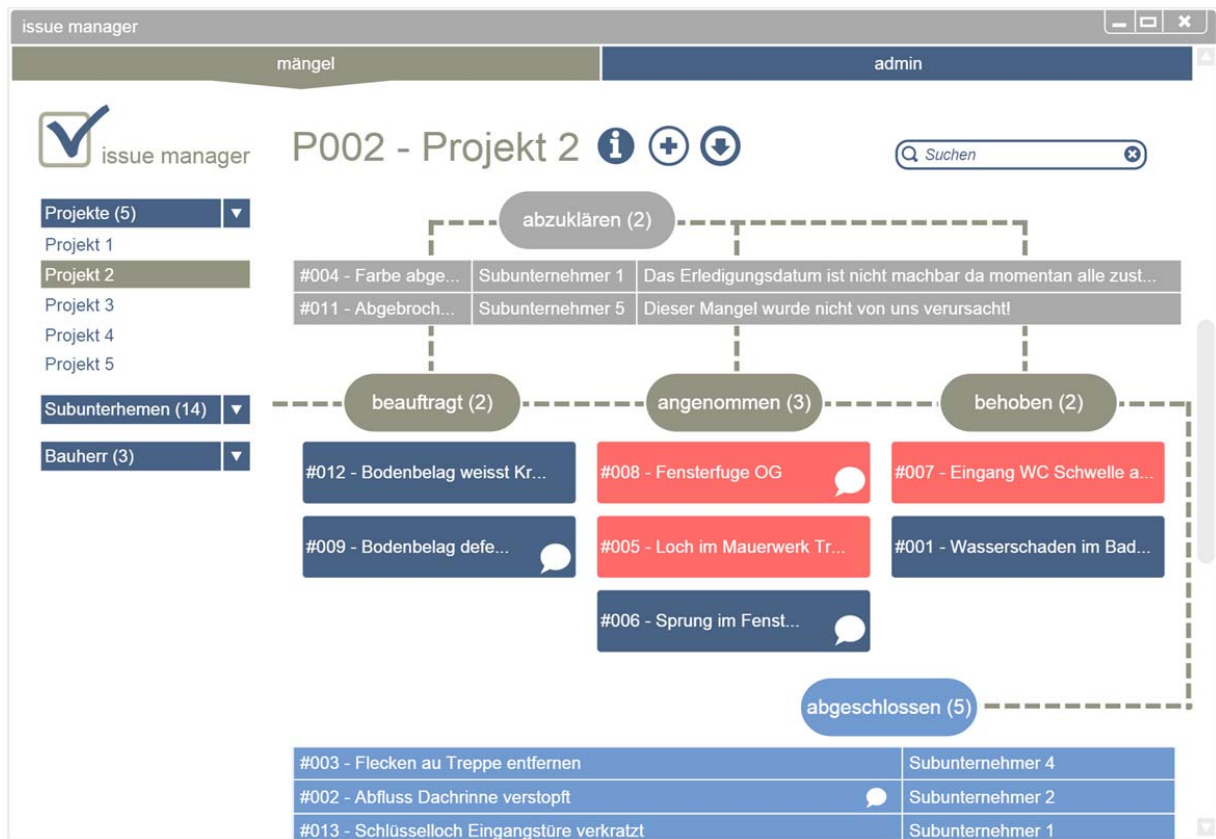 issue manager
mängel
admin
issue manager
P002 - Projekt 2
Suchen
Projekte (5)
Projekt 1
Projekt 2
Projekt 3
Projekt 4
Projekt 5
Subunterhemen (14)
Bauherr (3)
abzuklären (2)
#004 - Farbe abge... Subunternehmer 1 Das Erledigungsdatum ist nicht machbar da momentan alle zust...
#011 - Abgebroch... Subunternehmer 5 Dieser Mangel wurde nicht von uns verursacht!
beauftragt (2)
angenommen (3)
behoben (2)
#012 - Bodenbelag weisst Kr...
#008 - Fensterfuge OG
#007 - Eingang WC Schwelle a...
#009 - Bodenbelag defe...
#005 - Loch im Mauerwerk Tr...
#001 - Wasserschaden im Bad...
#006 - Sprung im Fenst...
abgeschlossen (5)
#003 - Flecken au Treppe entfernen Subunternehmer 4
#002 - Abfluss Dachrinne verstopft Subunternehmer 2
#013 - Schlüsselloch Eingangstüre verkratzt Subunternehmer 1